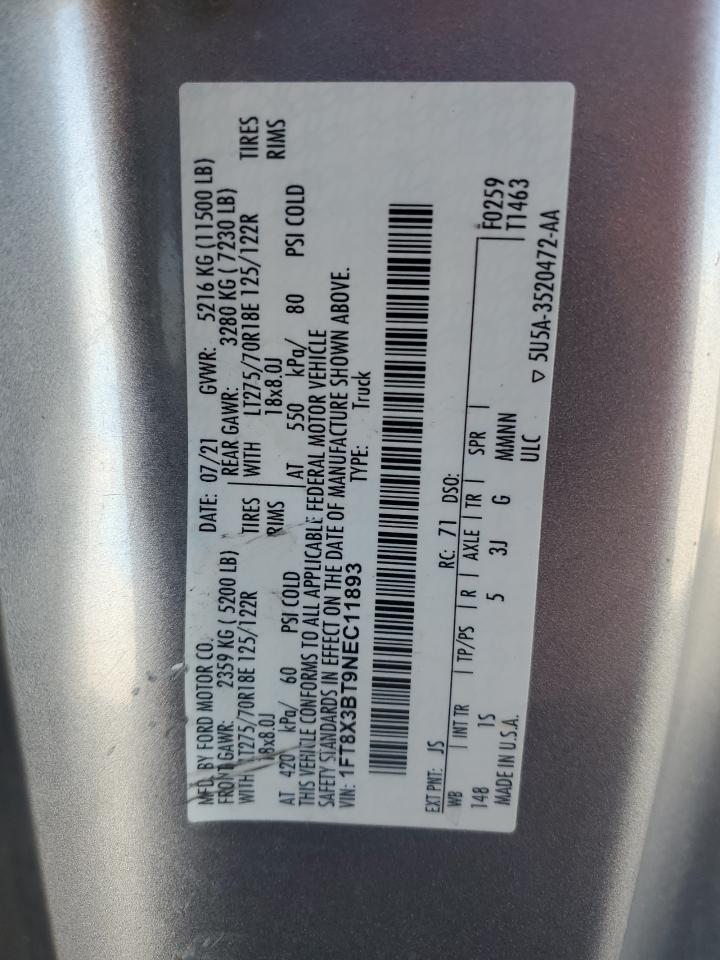 MFD. BY FORD MOTOR CO.
DATE: 07/21 GVWR: 5216 KG (11500 LB)
FRONT GAWR: 2359 KG ( 5200 LB) REAR GAWR: 3280 KG ( 7230 LB)
WITH LT275/70R18E 125/122R TIRES WITH LT275/70R18E 125/122R TIRES
18x8.0J RIMS 18x8.0J RIMS
AT 420 kPa/ 60 PSI COLD AT 550 kPa/ 80 PSI COLD
THIS VEHICLE CONFORMS TO ALL APPLICABLE FEDERAL MOTOR VEHICLE
SAFETY STANDARDS IN EFFECT ON THE DATE OF MANUFACTURE SHOWN ABOVE.
VIN: 1FT8X3BT9NEC11893 TYPE: Truck
EXT PNT: JS RC: 71 DSO:
WB INT TR TP/PS R AXLE TR SPR F0259
148 1S 5 3J G MMMNN T1463
MADE IN U.S.A. ULC
▽ 5U5A-3520472-AA